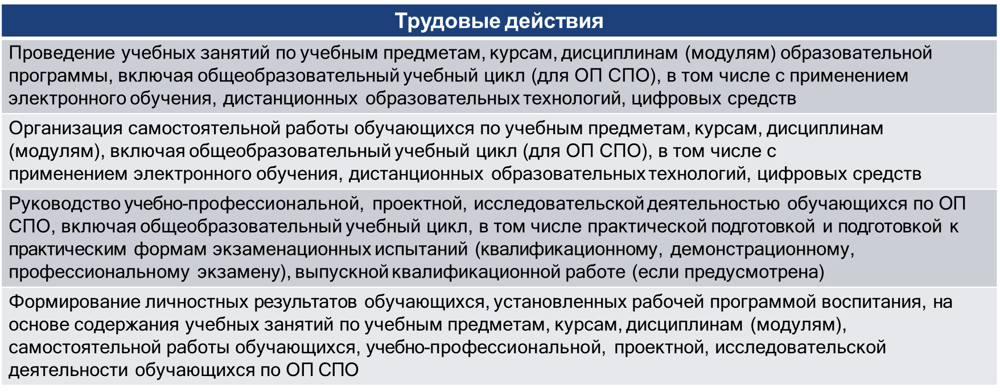 Трудовые действия
Проведение учебных занятий по учебным предметам, курсам, дисциплинам (модулям) образовательной
программы, включая общеобразовательный учебный цикл (для ОП СПО), в том числе с применением
электронного обучения, дистанционных образовательных технологий, цифровых средств
Организация самостоятельной работы обучающихся по учебным предметам, курсам, дисциплинам
(модулям), включая общеобразовательный учебный цикл (для ОП СПО), в том числе с
применением электронного обучения, дистанционных образовательных технологий, цифровых средств
Руководство учебно-профессиональной, проектной, исследовательской деятельностью обучающихся по ОП
СПО, включая общеобразовательный учебный цикл, в том числе практической подготовкой и подготовкой к
практическим формам экзаменационных испытаний (квалификационному, демонстрационному,
профессиональному экзамену), выпускной квалификационной работе (если предусмотрена)
Формирование личностных результатов обучающихся, установленных рабочей программой воспитания, на
основе содержания учебных занятий по учебным предметам, курсам, дисциплинам (модулям),
самостоятельной работы обучающихся, учебно-профессиональной, проектной, исследовательской
деятельности обучающихся по ОП СПО